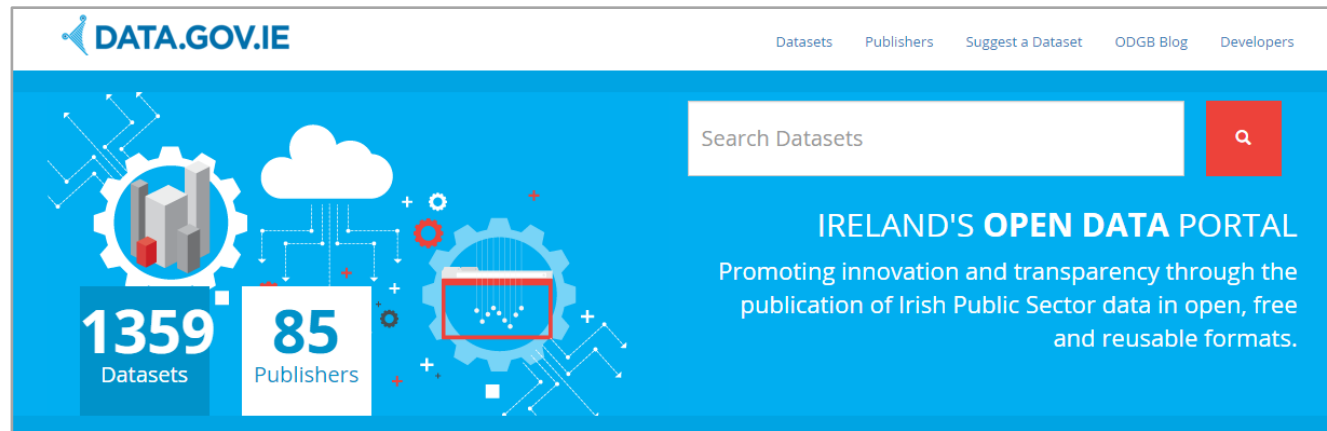 DATA.GOV.IE
Datasets Publishers Suggest a Dataset ODGB Blog Developers
Search Datasets
IRELAND'S OPEN DATA PORTAL
Promoting innovation and transparency through the
publication of Irish Public Sector data in open, free
and reusable formats.
1359
Datasets
85
Publishers